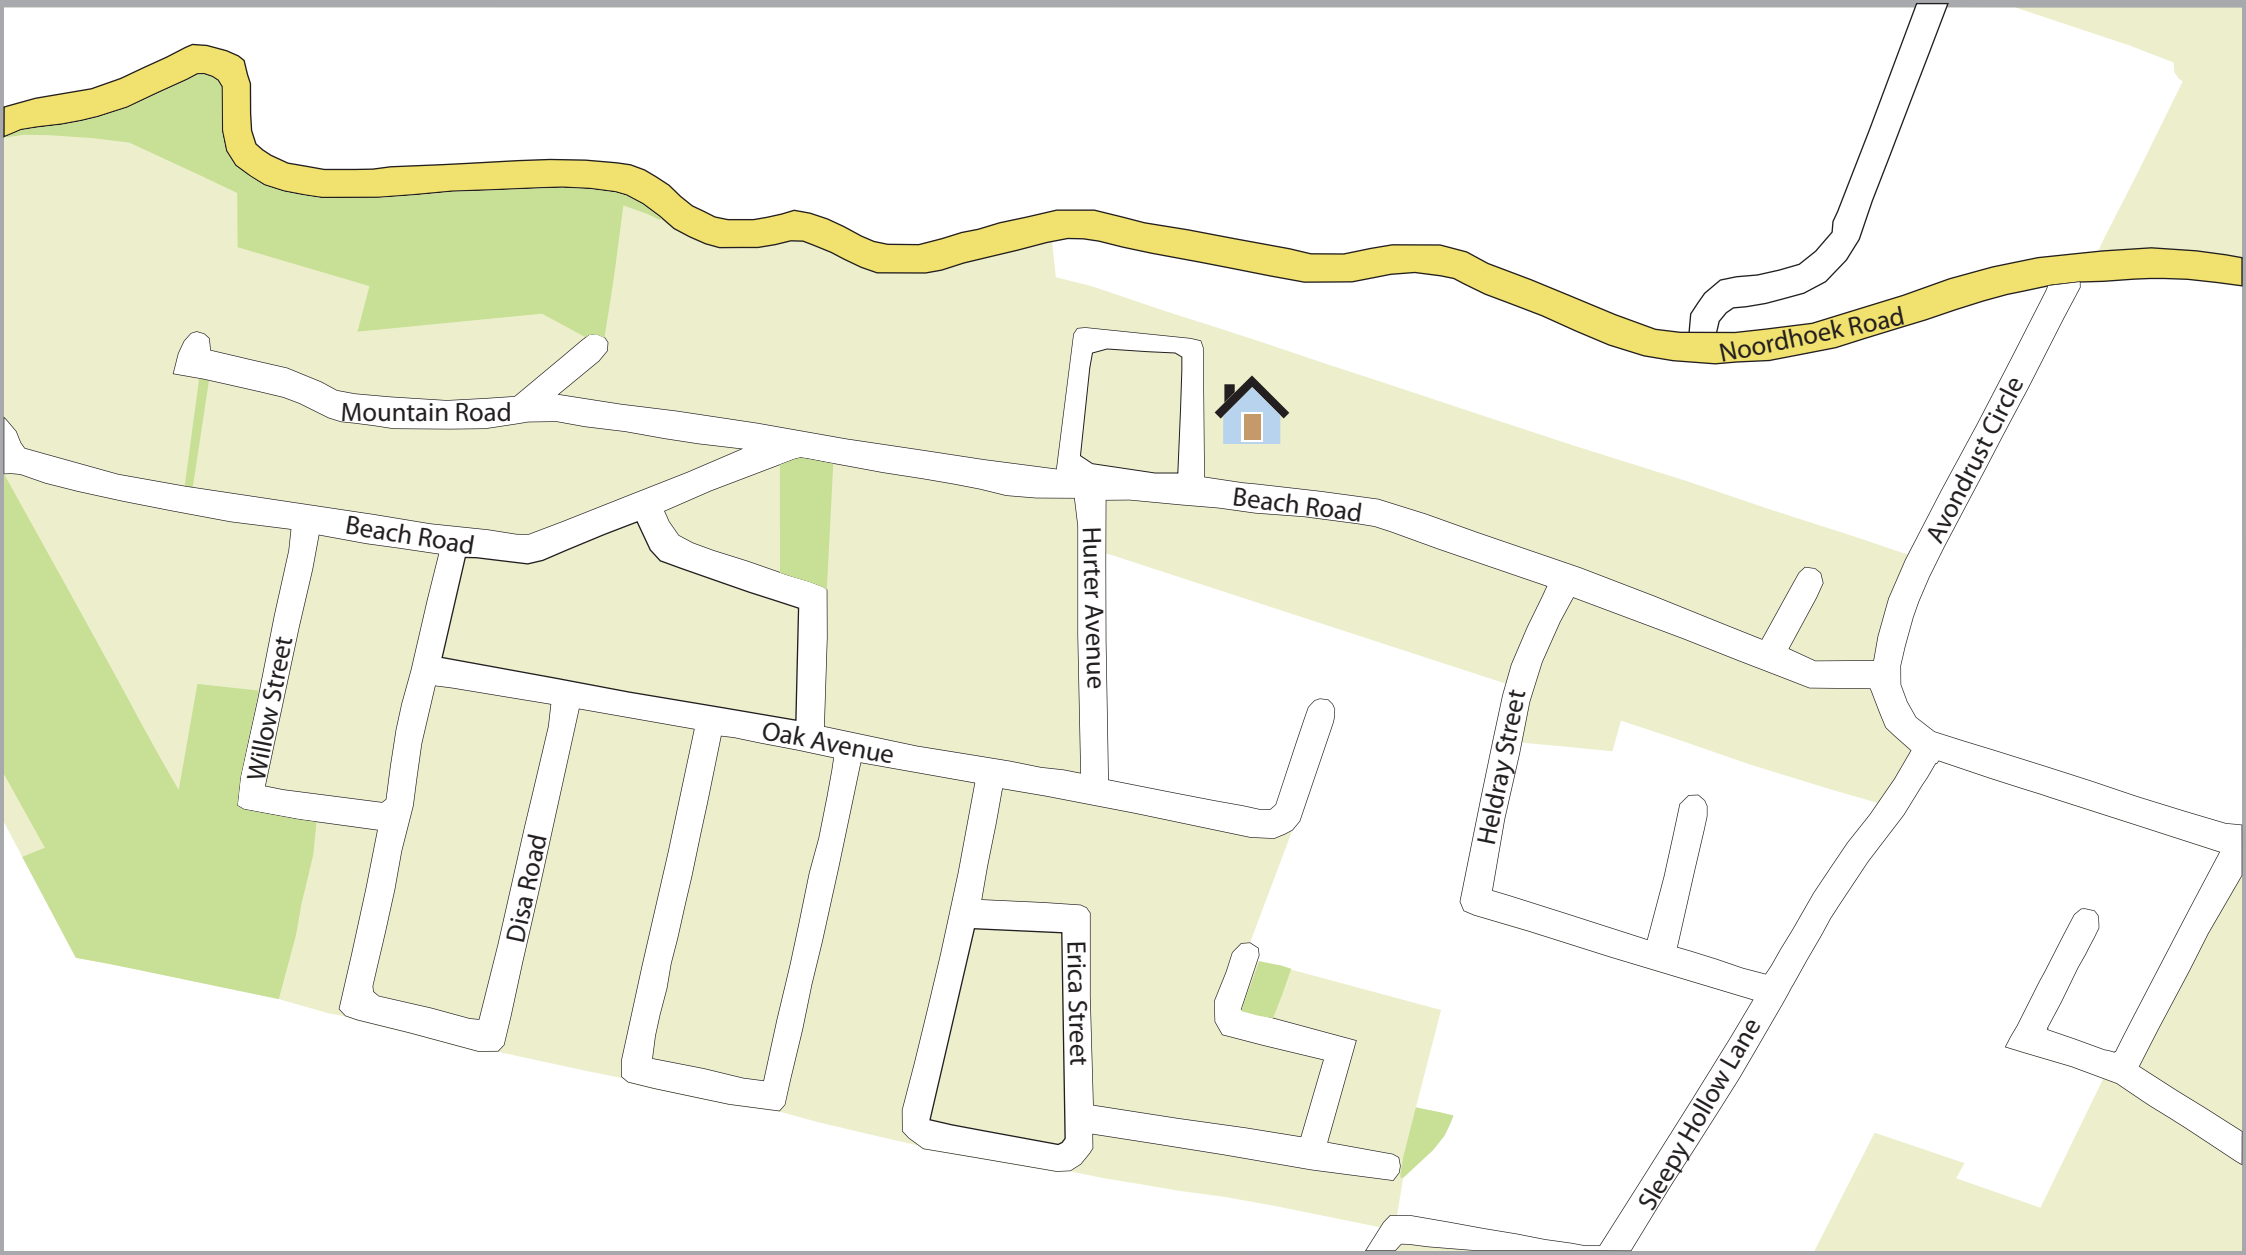 Noordhoek Road
Mountain Road
Avondrust Circle
Beach Road
Beach Road
Hurter Avenue
Willow Street
Oak Avenue
Heldray Street
Disa Road
Erica Street
Sleepy Hollow Lane